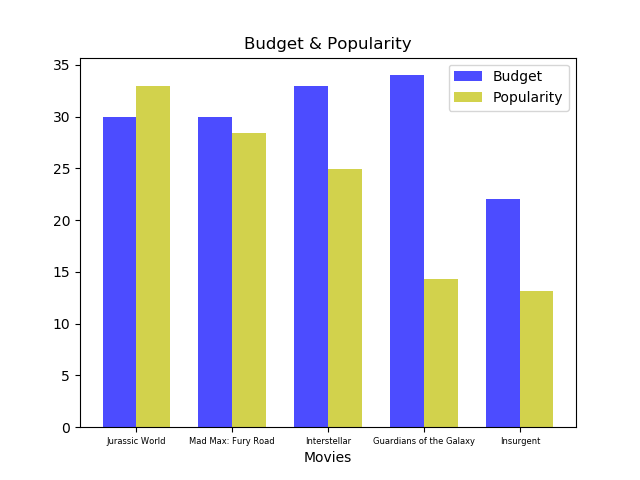 Budget & Popularity
Budget
Popularity
35
30
25
20
15
10
5
0
Jurassic World
Mad Max: Fury Road
Interstellar
Guardians of the Galaxy
Insurgent
Movies